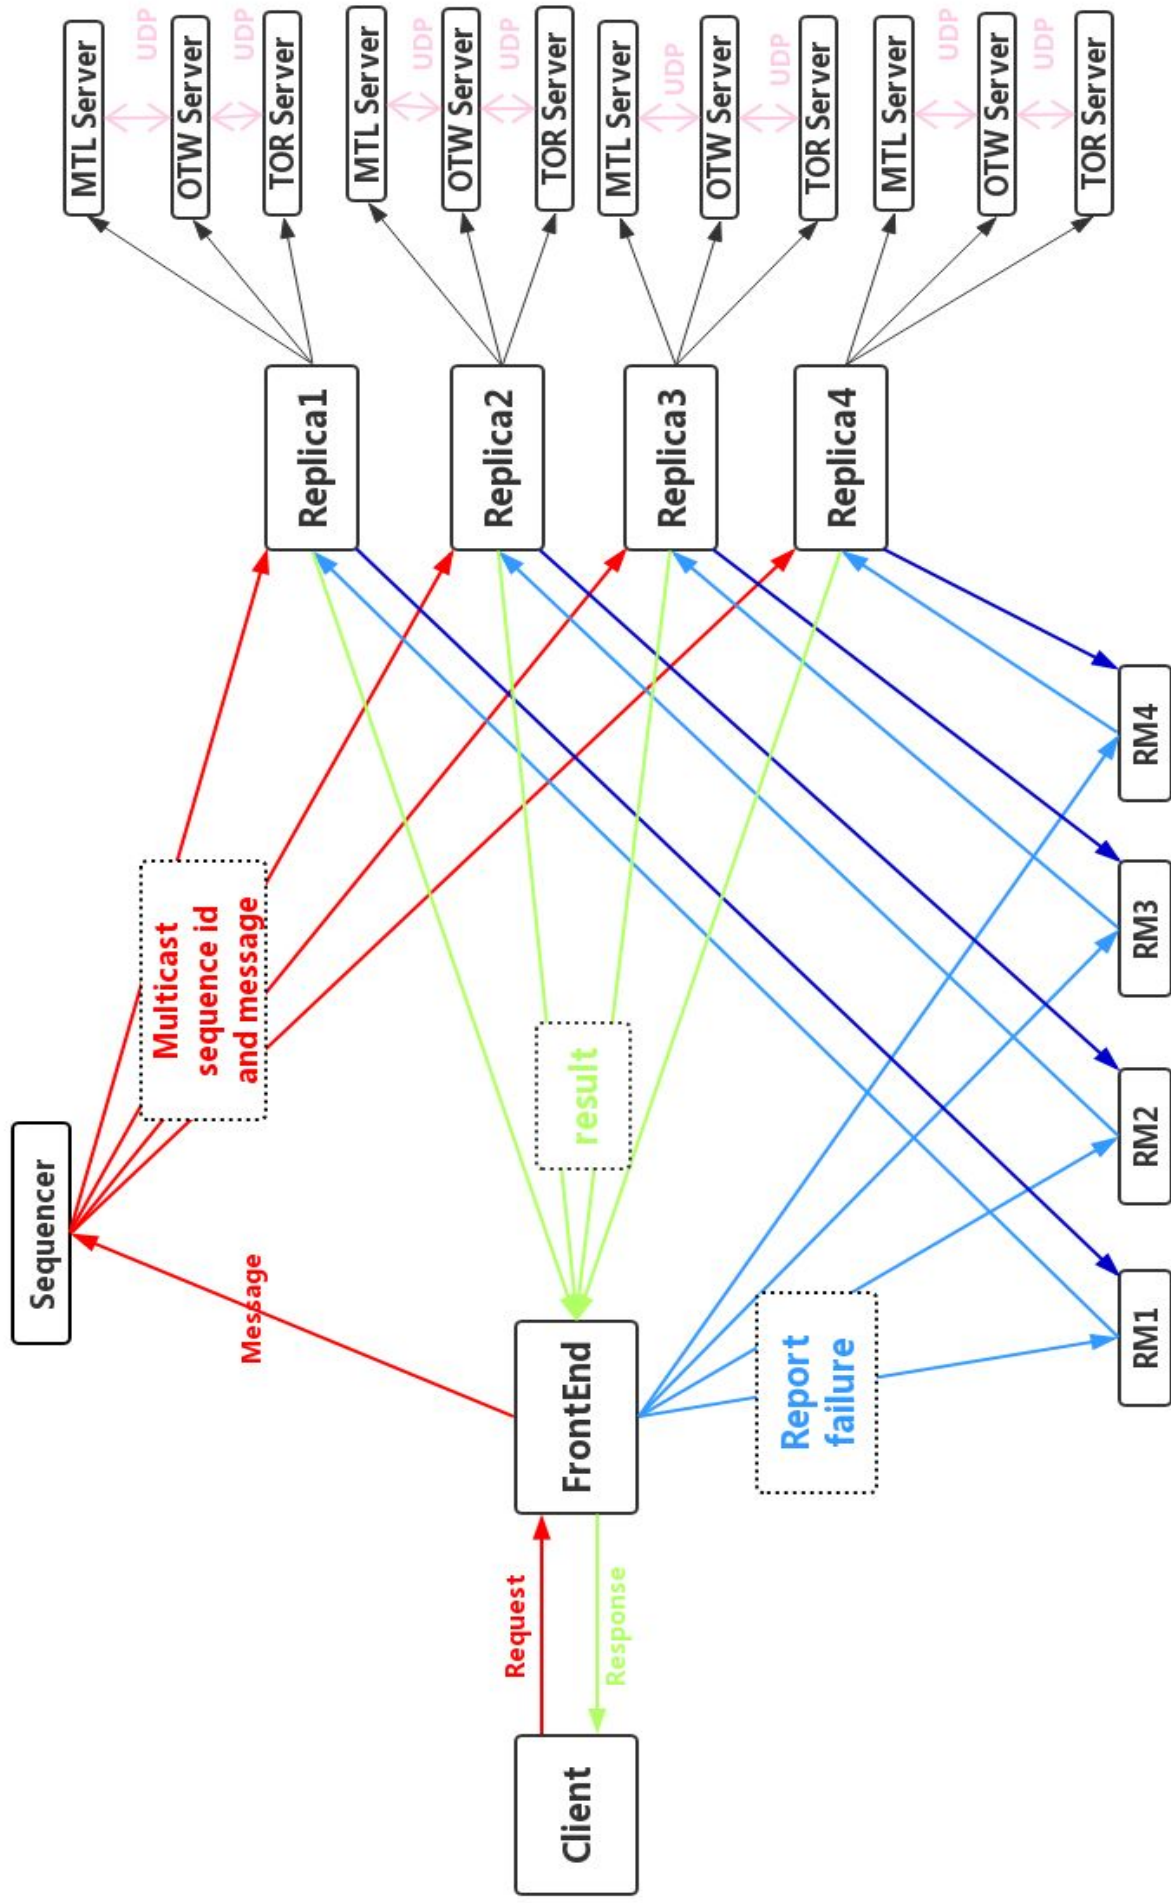 Sequencer
Message
Multicast
sequence id
and message
Client
Request
Response
FrontEnd
result
Report
failure
Replica1
Replica2
Replica3
Replica4
MTL Server
UDP
OTW Server
UDP
TOR Server
MTL Server
UDP
OTW Server
UDP
TOR Server
MTL Server
UDP
OTW Server
UDP
TOR Server
MTL Server
UDP
OTW Server
UDP
TOR Server
RM1
RM2
RM3
RM4